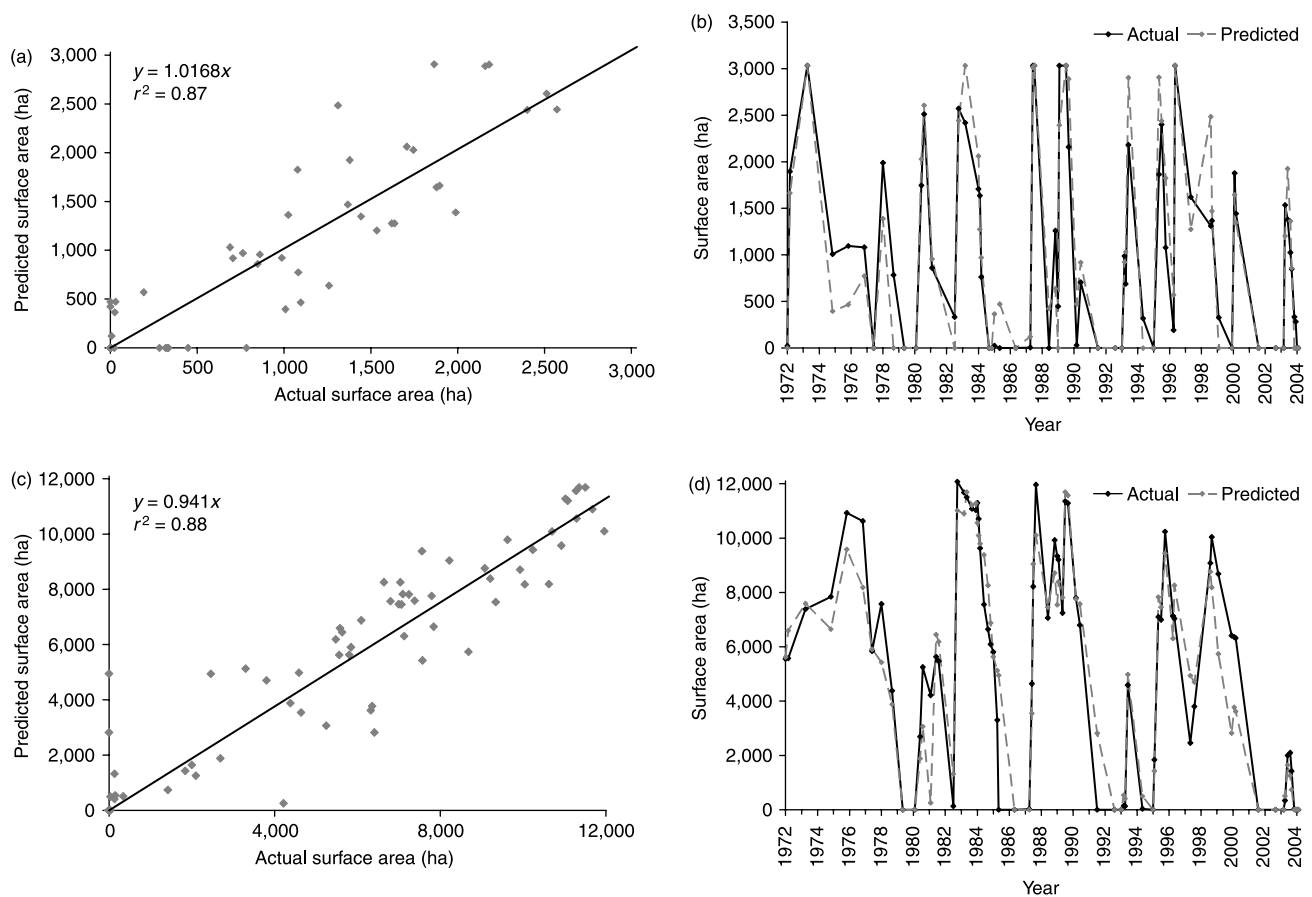 (a)
y = 1.0168x
r² = 0.87
3,000
2,500
2,000
1,500
1,000
500
0
Predicted surface area (ha)
0 500 1,000 1,500 2,000 2,500 3,000
Actual surface area (ha)
(b)
Actual Predicted
3,500
3,000
2,500
2,000
1,500
1,000
500
0
Surface area (ha)
1972 1974 1976 1978 1980 1982 1984 1986 1988 1990 1992 1994 1996 1998 2000 2002 2004
Year
(c)
y = 0.941x
r² = 0.88
12,000
10,000
8,000
6,000
4,000
2,000
0
Predicted surface area (ha)
0 4,000 8,000 12,000
Actual surface area (ha)
(d)
Actual Predicted
12,000
10,000
8,000
6,000
4,000
2,000
0
Surface area (ha)
1972 1974 1976 1978 1980 1982 1984 1986 1988 1990 1992 1994 1996 1998 2000 2002 2004
Year